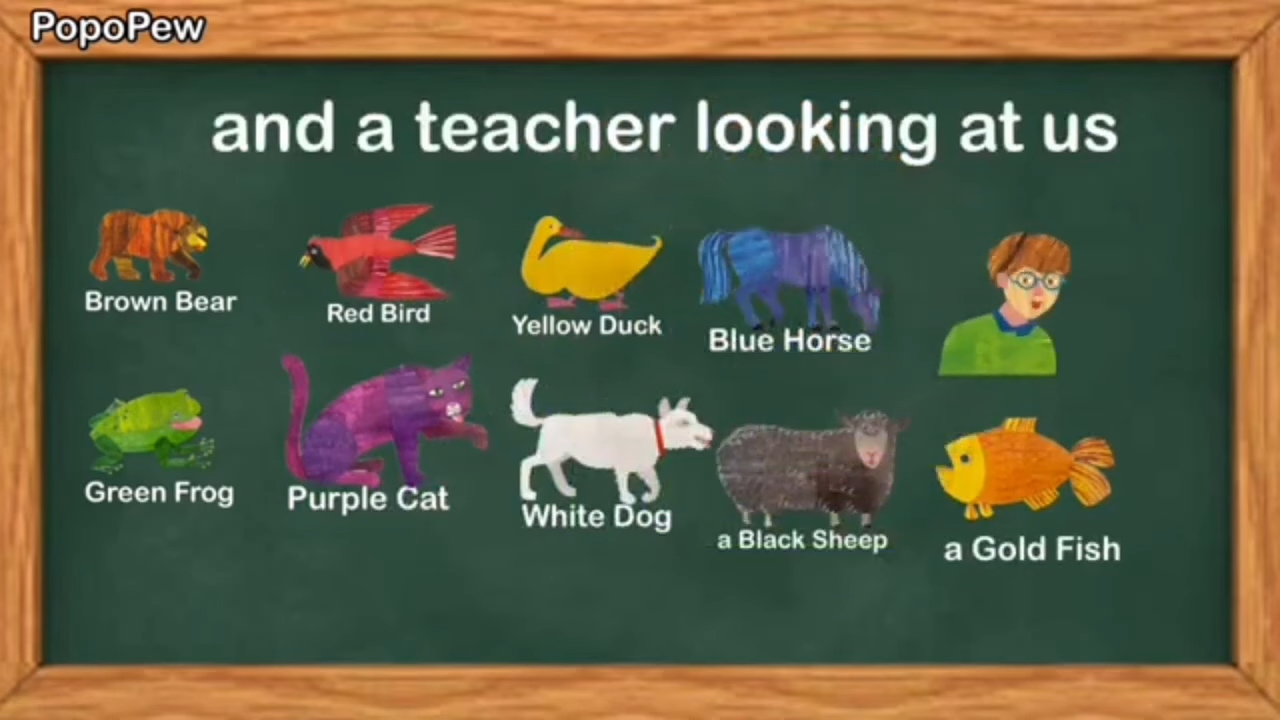 PopoPew
and a teacher looking at us
Brown Bear
Red Bird
Yellow Duck
Blue Horse
Green Frog
Purple Cat
White Dog
a Black Sheep
a Gold Fish